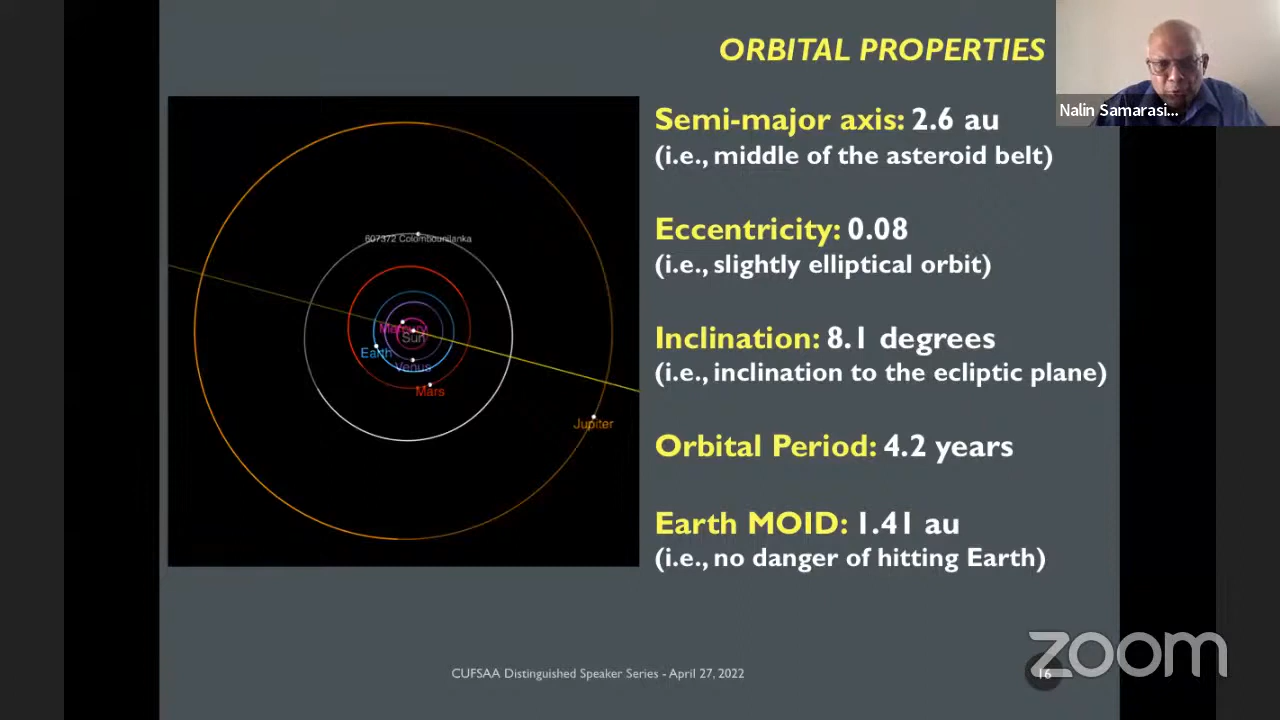 ORBITAL PROPERTIES
Nalin Samarasi...
Semi-major axis: 2.6 au
(i.e., middle of the asteroid belt)
Eccentricity: 0.08
(i.e., slightly elliptical orbit)
Inclination: 8.1 degrees
(i.e., inclination to the ecliptic plane)
Orbital Period: 4.2 years
Earth MOID: 1.41 au
(i.e., no danger of hitting Earth)
607372 Colombounilanka
Mercury
Sun
Earth
Venus
Mars
Jupiter
CUFSAA Distinguished Speaker Series - April 27, 2022
zoom
16